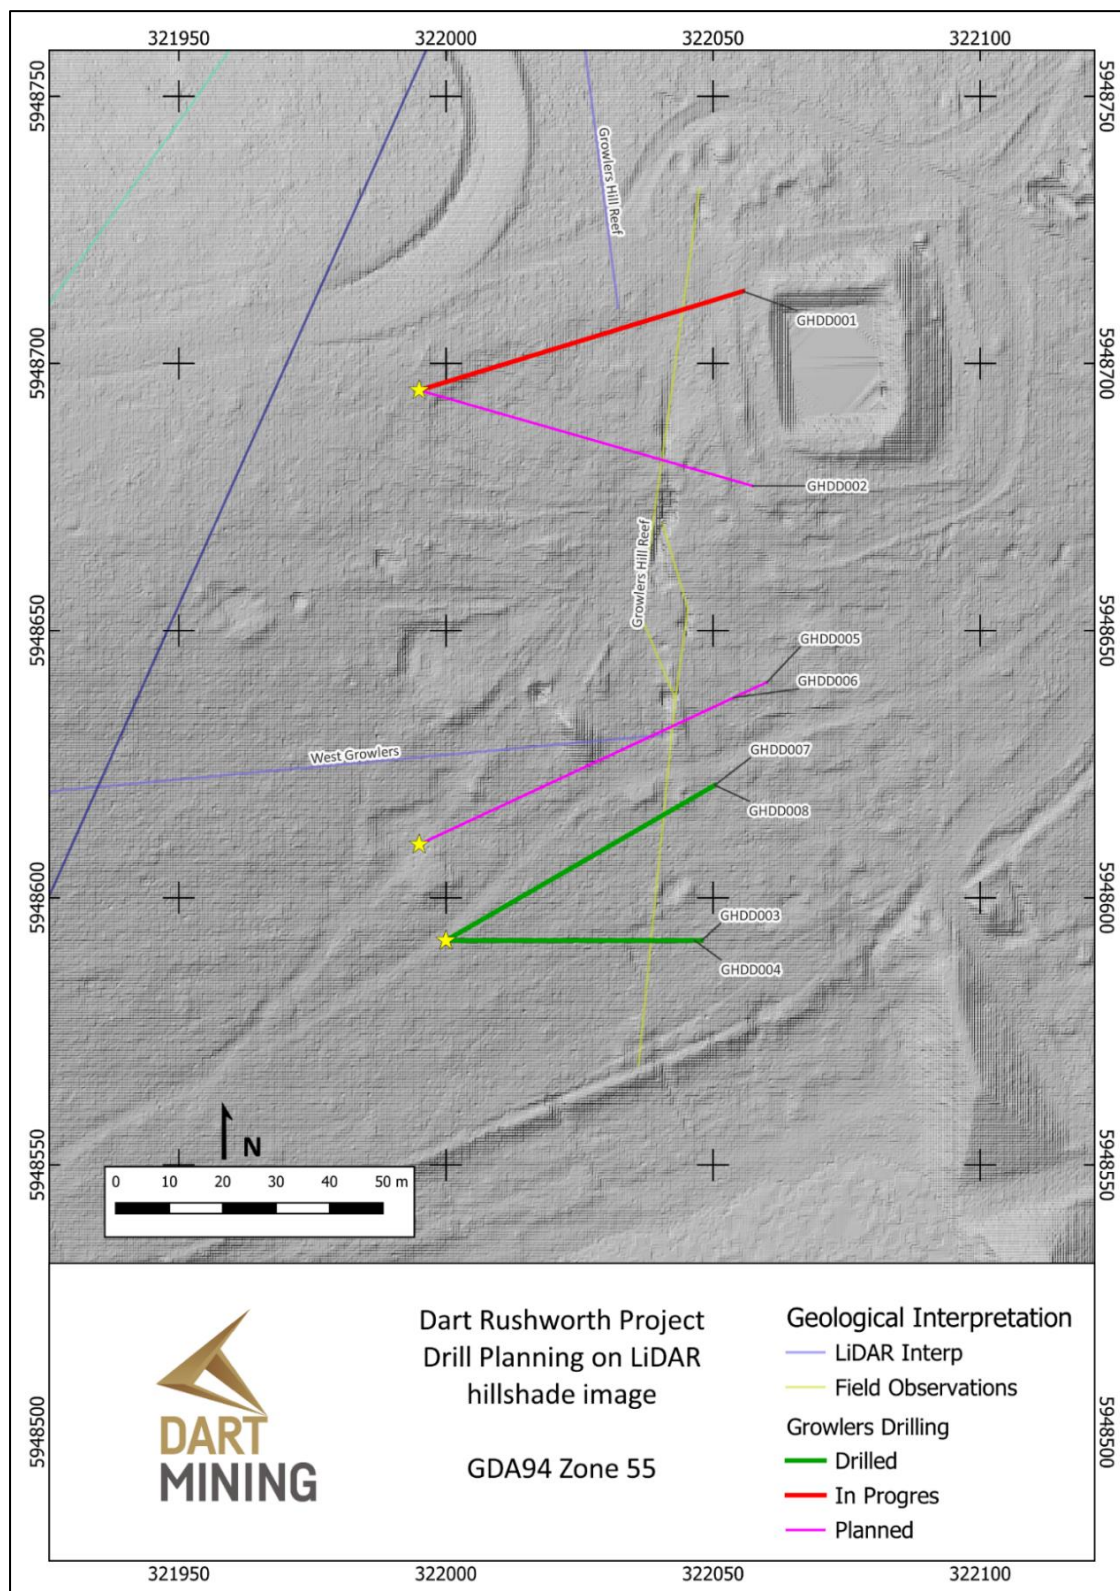 321950 322000 322050 322100
5948750 5948750
Growlers Hill Reef
GHDD001
5948700 5948700
GHDD002
Growlers Hill Reef
5948650 5948650
GHDD005
GHDD006
West Growlers
GHDD007
GHDD008
5948600 5948600
GHDD003
GHDD004
N
5948550 5948550
0 10 20 30 40 50 m
Dart Rushworth Project
Drill Planning on LiDAR
hillshade image
GDA94 Zone 55
DART
MINING
Geological Interpretation
LiDAR Interp
Field Observations
Growlers Drilling
Drilled
In Progres
Planned
5948500 5948500
321950 322000 322050 322100